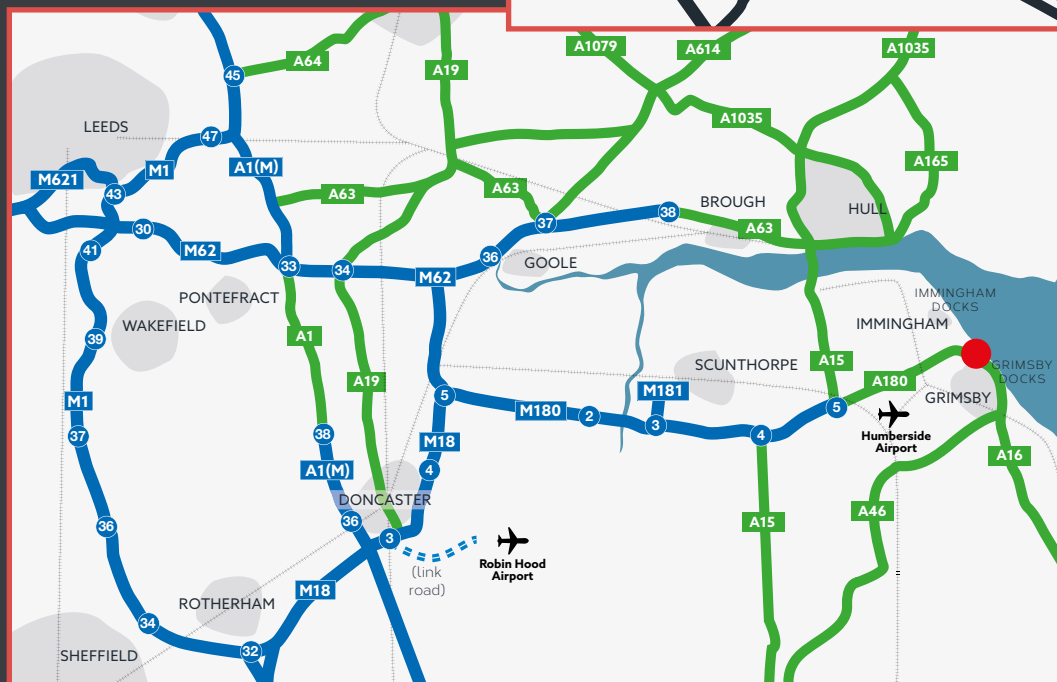 A1079
A614
A1035
A64
A19
45
A1035
LEEDS
47
M1
A1(M)
A165
M621
43
A63
A63
BROUGH
38
HULL
37
A63
30
41
M62
36
GOOLE
33
34
M62
PONTEFRACT
IMMINGHAM
DOCKS
WAKEFIELD
IMMINGHAM
39
A1
SCUNTHORPE
A15
GRIMSBY
DOCKS
A19
A180
M181
5
GRIMSBY
M1
M180
2
3
5
4
Humberside
Airport
37
38
M18
A1(M)
4
A16
DONCASTER
36
36
A15
A46
3
(link
road)
Robin Hood
Airport
M18
ROTHERHAM
34
32
SHEFFIELD